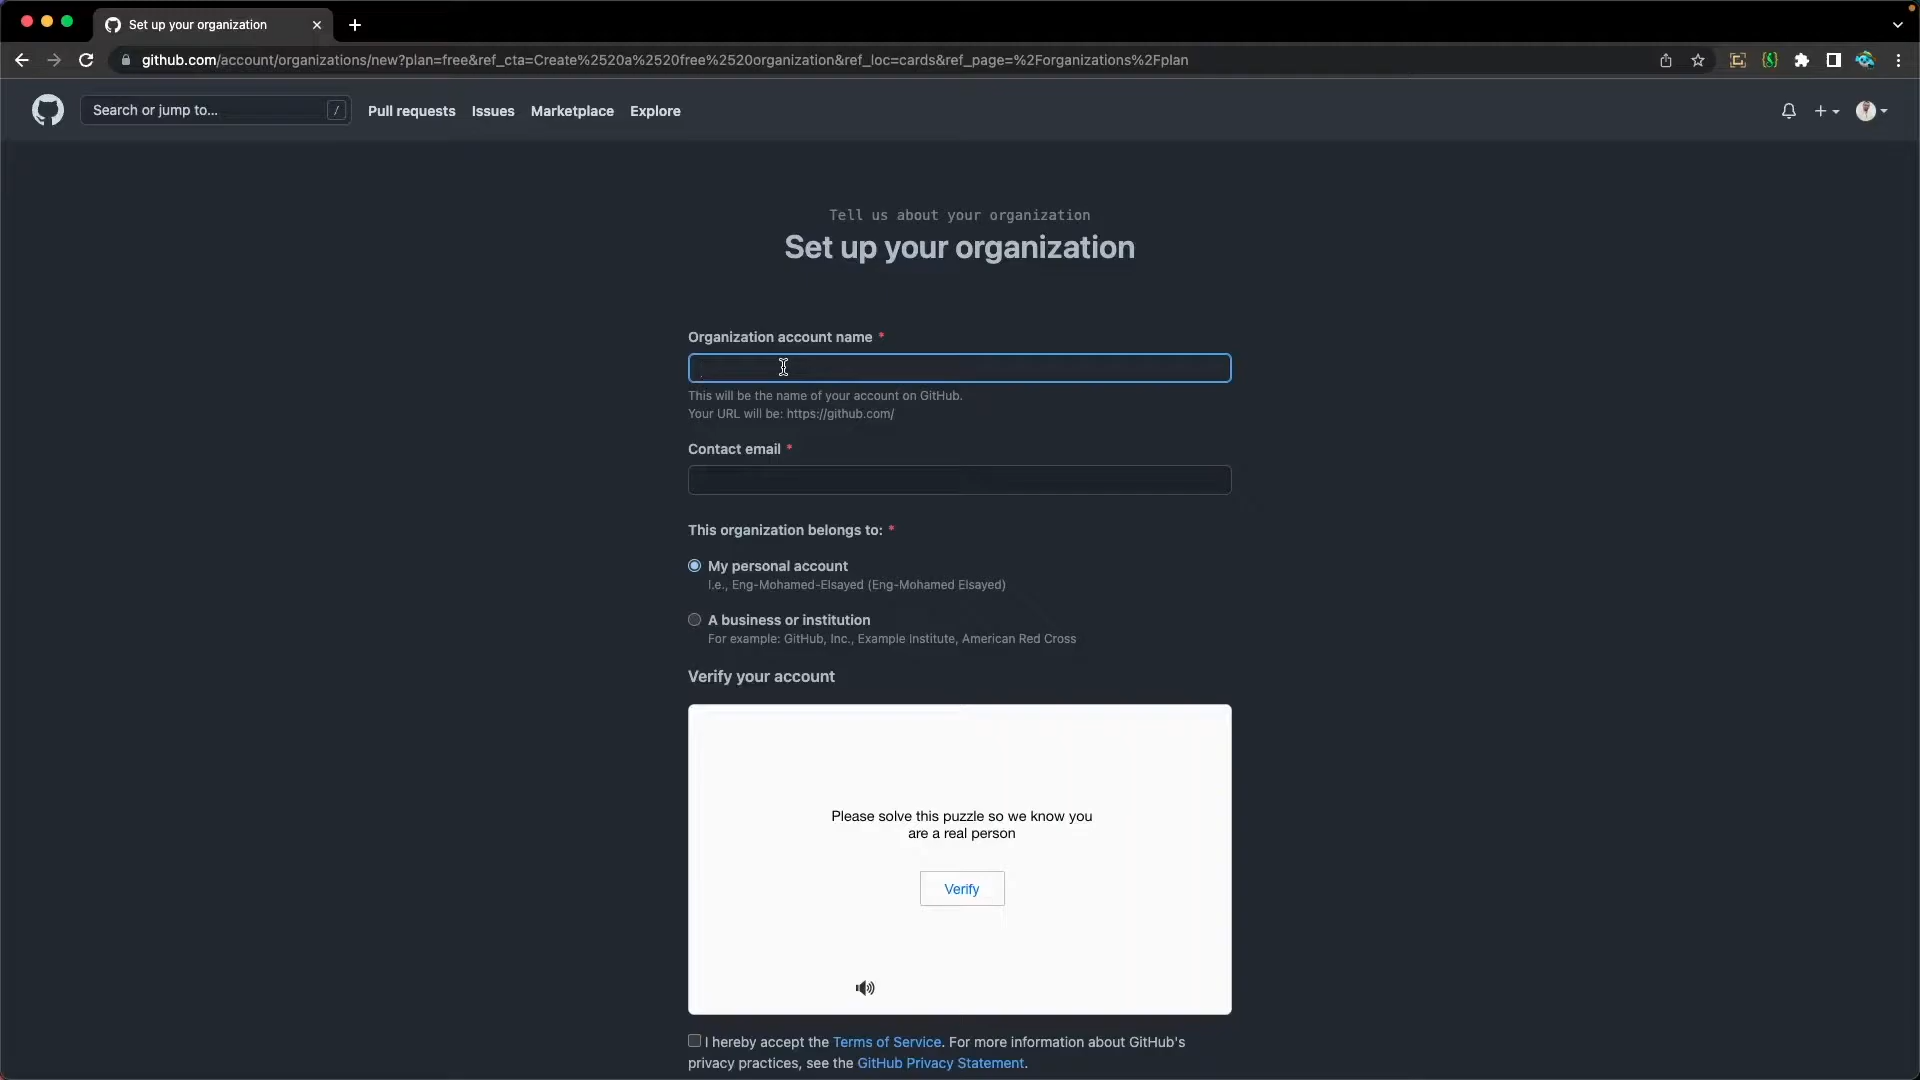 Set up your organization
github.com/account/organizations/new?plan=free&ref_cta=Create%2520a%2520free%2520organization&ref_loc=cards&ref_page=%2Forganizations%2Fplan
Search or jump to... /
Pull requests
Issues
Marketplace
Explore
Tell us about your organization
Set up your organization
Organization account name *
This will be the name of your account on GitHub.
Your URL will be: https://github.com/
Contact email *
This organization belongs to: *
My personal account
I.e., Eng-Mohamed-Elsayed (Eng-Mohamed Elsayed)
A business or institution
For example: GitHub, Inc., Example Institute, American Red Cross
Verify your account
Please solve this puzzle so we know you
are a real person
Verify
I hereby accept the Terms of Service. For more information about GitHub's
privacy practices, see the GitHub Privacy Statement.